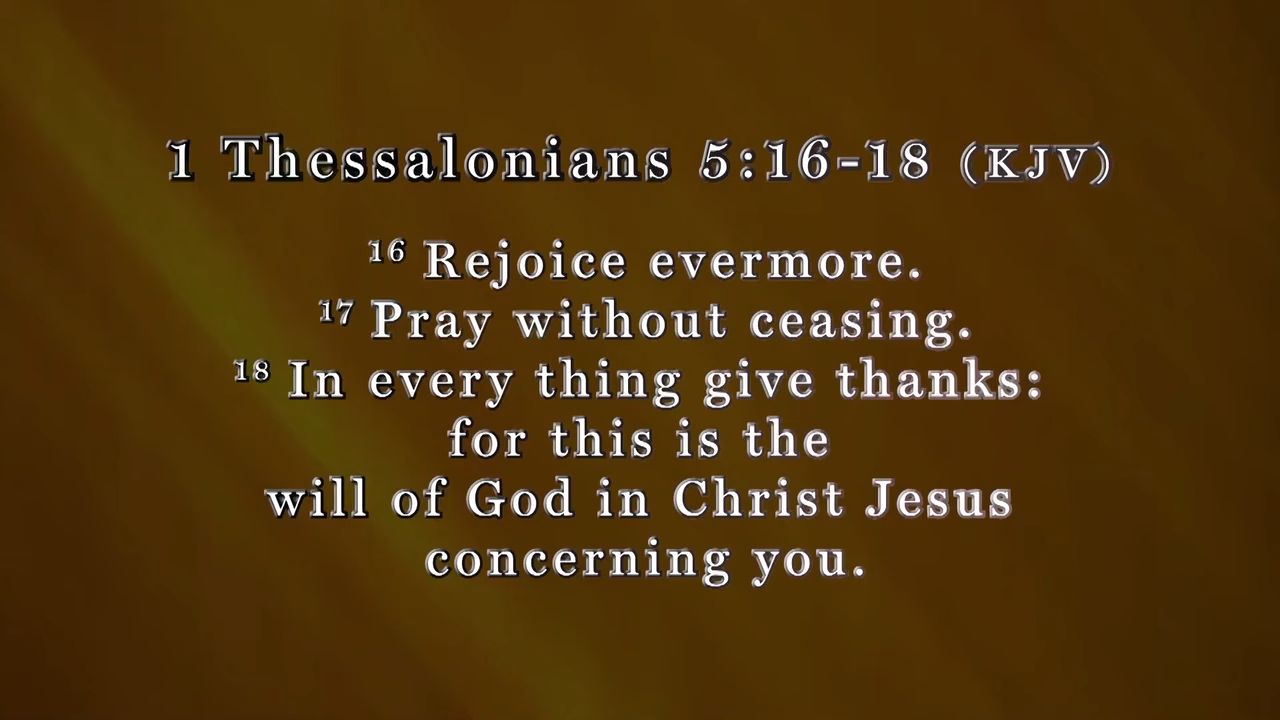 1 Thessalonians 5:16-18 (KJV)
16 Rejoice evermore.
17 Pray without ceasing.
18 In every thing give thanks:
for this is the
will of God in Christ Jesus
concerning you.